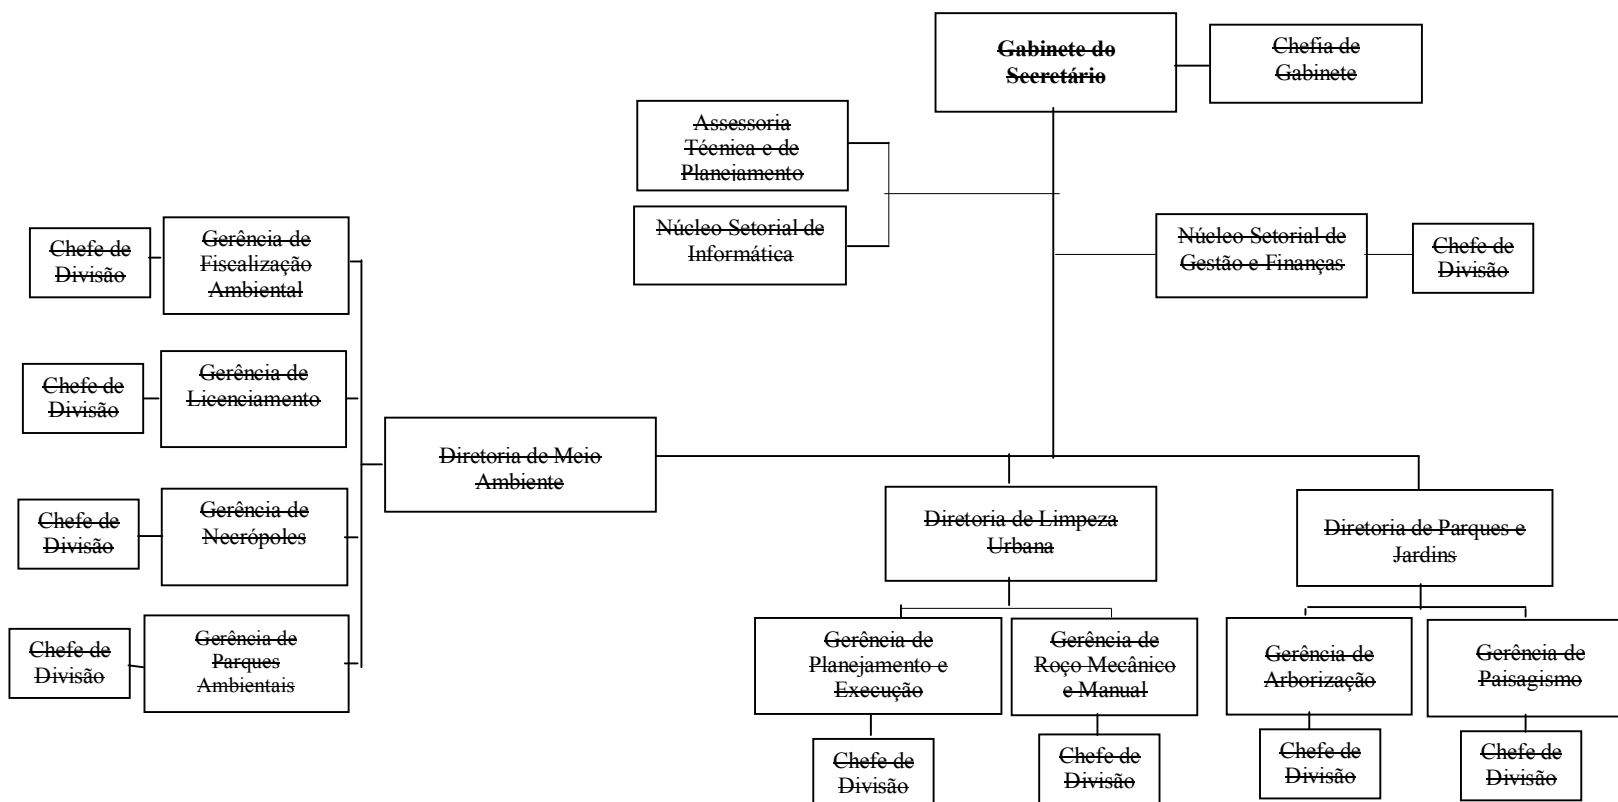 Gabinete do
Secretário
Chefia de
Gabinete
Assessoria
Técnica e de
Planejamento
Núcleo Setorial de
Informática
Núcleo Setorial de
Gestão e Finanças
Chefe de
Divisão
Chefe de
Divisão
Gerência de
Fiscalização
Ambiental
Chefe de
Divisão
Gerência de
Licenciamento
Chefe de
Divisão
Gerência de
Necrópoles
Chefe de
Divisão
Gerência de
Parques
Ambientais
Diretoria de Meio
Ambiente
Diretoria de Limpeza
Urbana
Diretoria de Parques e
Jardins
Gerência de
Planejamento e
Execução
Gerência de
Roço Mecânico
e Manual
Gerência de
Arborização
Gerência de
Paisagismo
Chefe de
Divisão
Chefe de
Divisão
Chefe de
Divisão
Chefe de
Divisão